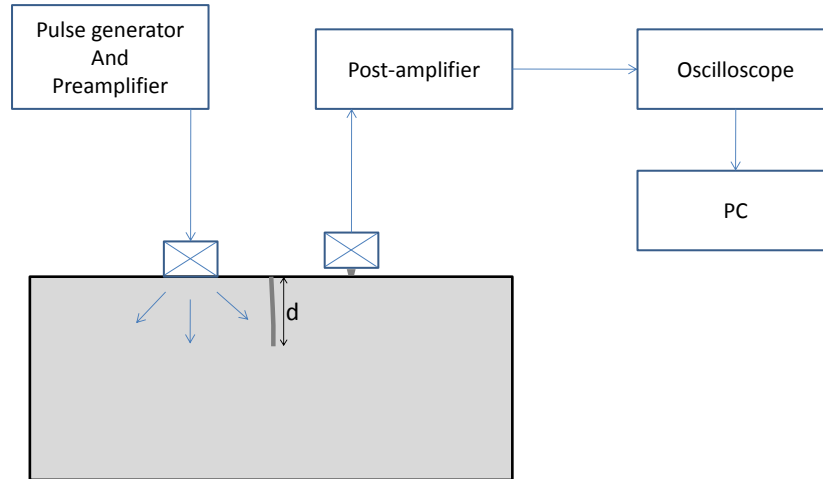 Pulse generator
And
Preamplifier
Post-amplifier
Oscilloscope
PC
d